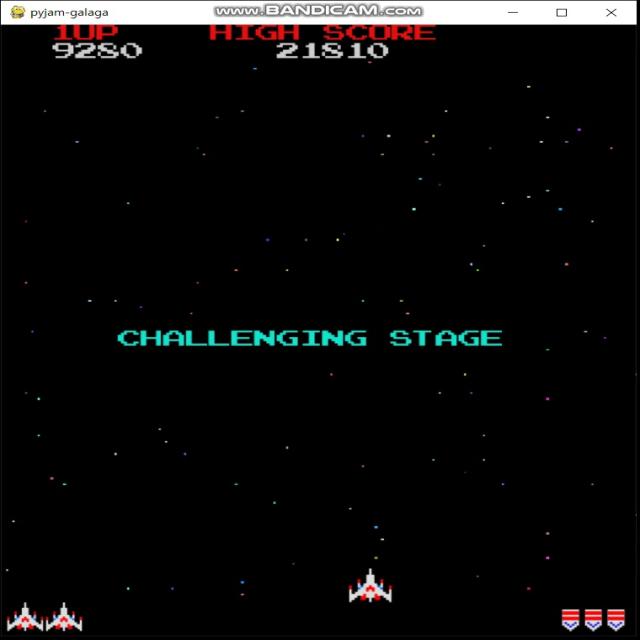 pyjam-galaga
www.BANDICAM.com
1UP HIGH SCORE
9280 21810
CHALLENGING STAGE